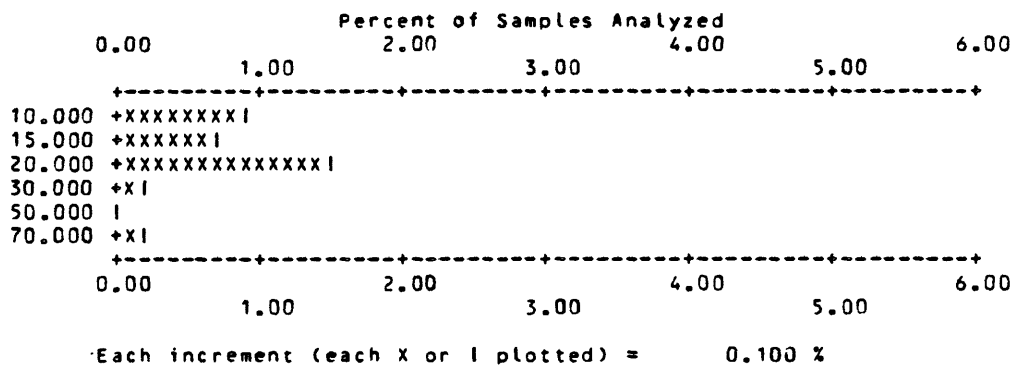 Percent of Samples Analyzed
0.00 2.00 4.00 6.00
1.00 3.00 5.00
+---------+---------+---------+---------+---------+---------+
10.000 +XXXXXXXXI
15.000 +XXXXXXI
20.000 +XXXXXXXXXXXXXXI
30.000 +XI
50.000 I
70.000 +XI
+---------+---------+---------+---------+---------+---------+
0.00 2.00 4.00 6.00
1.00 3.00 5.00
Each increment (each X or I plotted) = 0.100 %